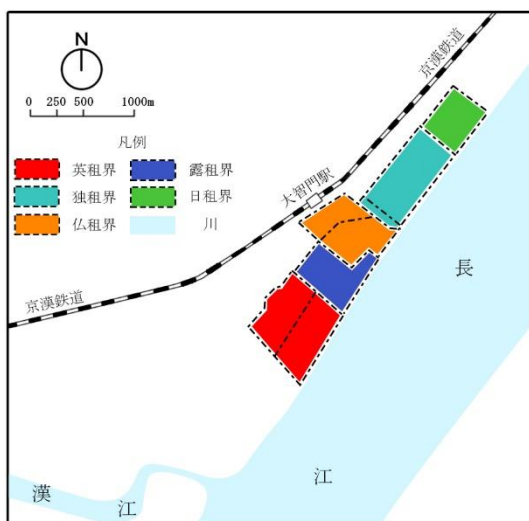 N
0 250 500 1000m
凡例
英租界
露租界
独租界
日租界
仏租界
川
京漢鉄道
大智門駅
京漢鉄道
長
江
漢
江